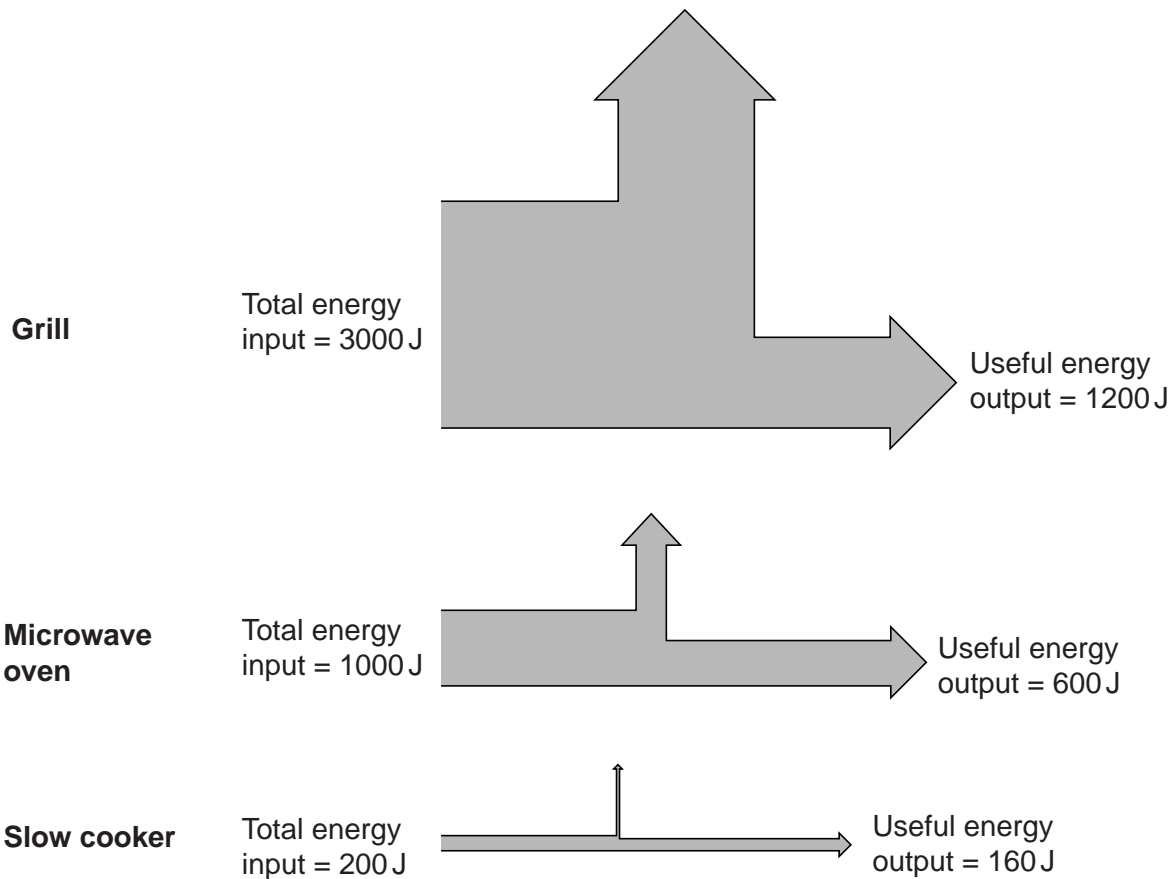 Grill
Total energy
input = 3000 J
Useful energy
output = 1200 J
Microwave
oven
Total energy
input = 1000 J
Useful energy
output = 600 J
Slow cooker
Total energy
input = 200 J
Useful energy
output = 160 J